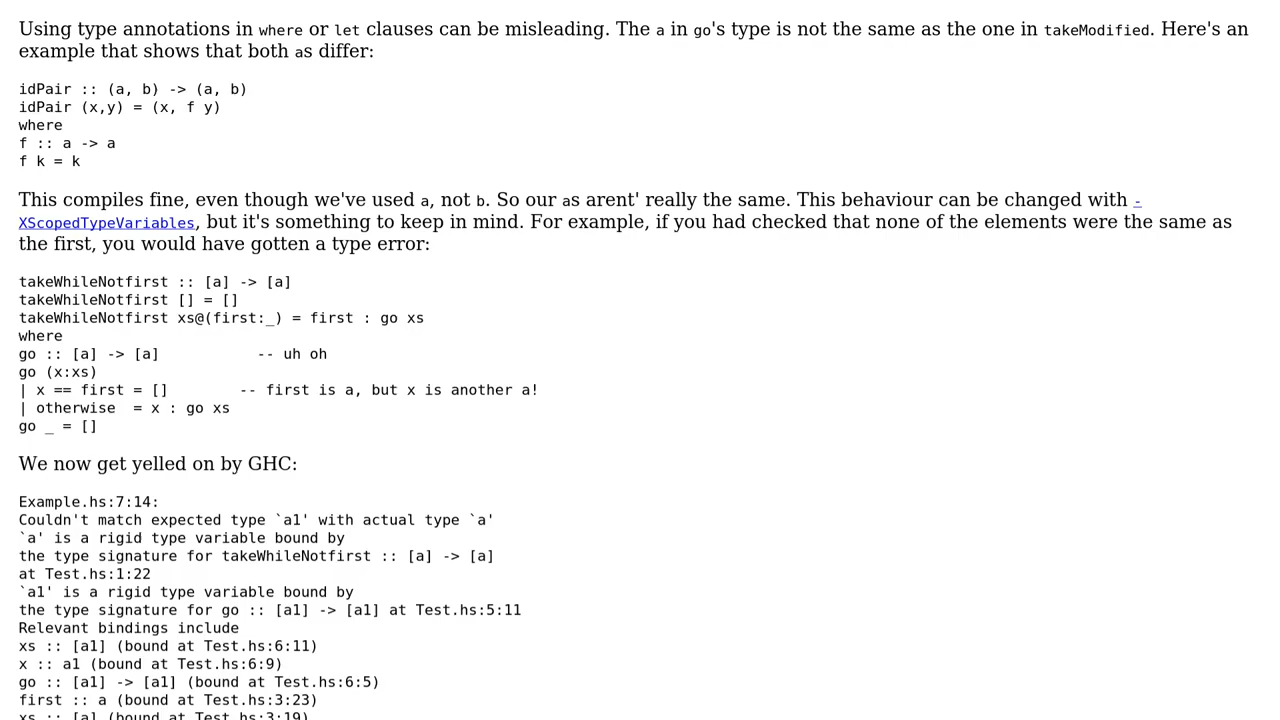 Using type annotations in where or let clauses can be misleading. The a in go's type is not the same as the one in takeModified. Here's an
example that shows that both as differ:
idPair :: (a, b) -> (a, b)
idPair (x,y) = (x, f y)
where
f :: a -> a
f k = k
This compiles fine, even though we've used a, not b. So our as arent' really the same. This behaviour can be changed with -
XScopedTypeVariables, but it's something to keep in mind. For example, if you had checked that none of the elements were the same as
the first, you would have gotten a type error:
takeWhileNotfirst :: [a] -> [a]
takeWhileNotfirst [] = []
takeWhileNotfirst xs@(first:_) = first : go xs
where
go :: [a] -> [a]           -- uh oh
go (x:xs)
| x == first = []        -- first is a, but x is another a!
| otherwise  = x : go xs
go _ = []
We now get yelled on by GHC:
Example.hs:7:14:
Couldn't match expected type `a1' with actual type `a'
`a' is a rigid type variable bound by
the type signature for takeWhileNotfirst :: [a] -> [a]
at Test.hs:1:22
`a1' is a rigid type variable bound by
the type signature for go :: [a1] -> [a1] at Test.hs:5:11
Relevant bindings include
xs :: [a1] (bound at Test.hs:6:11)
x :: a1 (bound at Test.hs:6:9)
go :: [a1] -> [a1] (bound at Test.hs:6:5)
first :: a (bound at Test.hs:3:23)
xs :: [a] (bound at Test.hs:3:19)